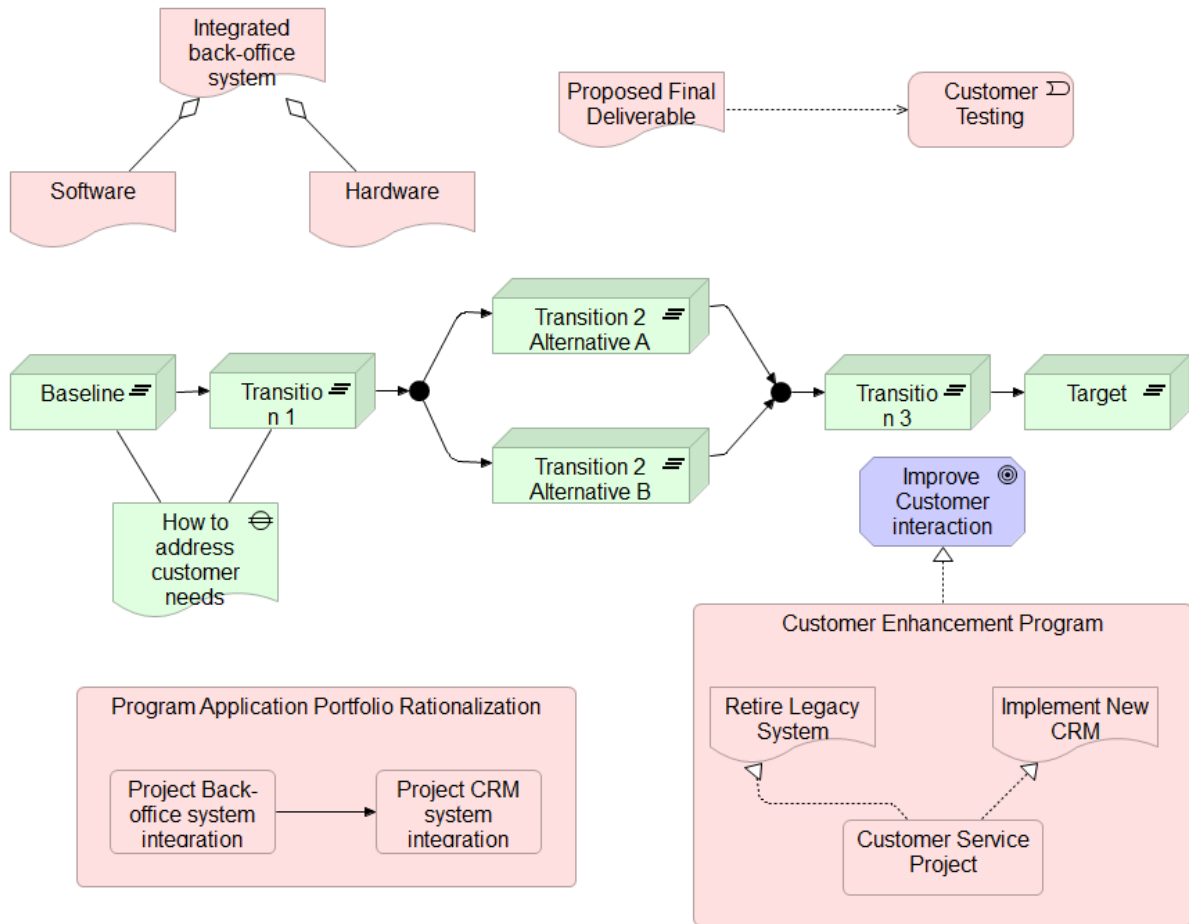 Integrated
back-office
system
Proposed Final
Deliverable
Customer
Testing
Software
Hardware
Baseline
Transitio
n 1
Transition 2
Alternative A
Transition 2
Alternative B
Transitio
n 3
Target
How to
address
customer
needs
Improve
Customer
interaction
Customer Enhancement Program
Retire Legacy
System
Implement New
CRM
Customer Service
Project
Program Application Portfolio Rationalization
Project Back-
office system
integration
Project CRM
system
integration